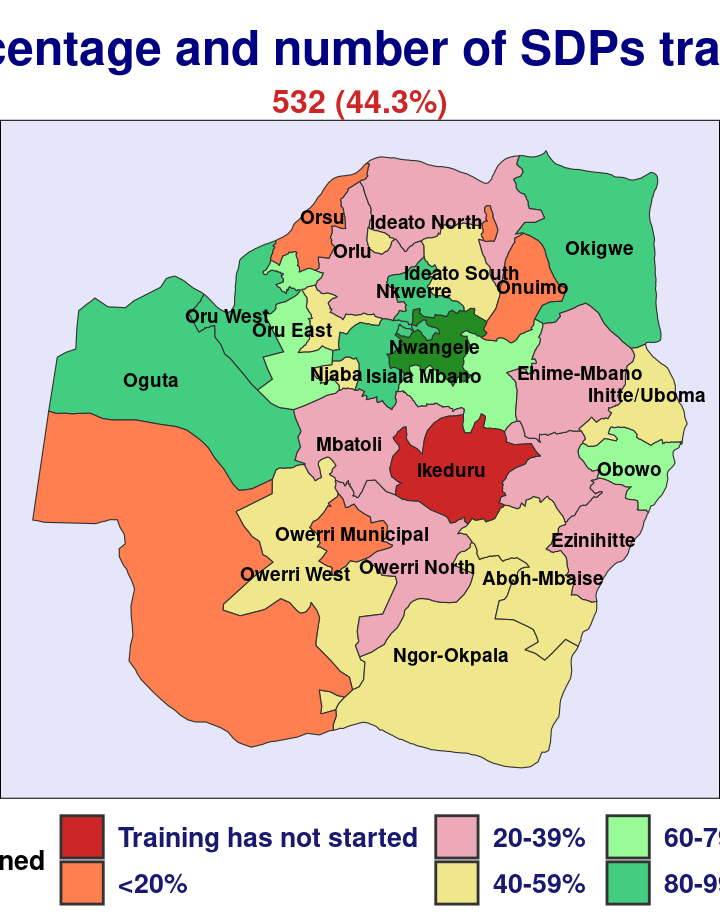 centage and number of SDPs tra
532 (44.3%)
Orsu
Ideato North
Orlu
Okigwe
Ideato South
Nkwerre
Onuimo
Oru West
Oru East
Nwangele
Njaba
Isiala Mbano
Ehime-Mbano
Oguta
Ihitte/Uboma
Mbatoli
Ikeduru
Obowo
Owerri Municipal
Ezinihitte
Owerri North
Owerri West
Aboh-Mbaise
Ngor-Okpala
ned
Training has not started
20-39%
60-79
<20%
40-59%
80-99